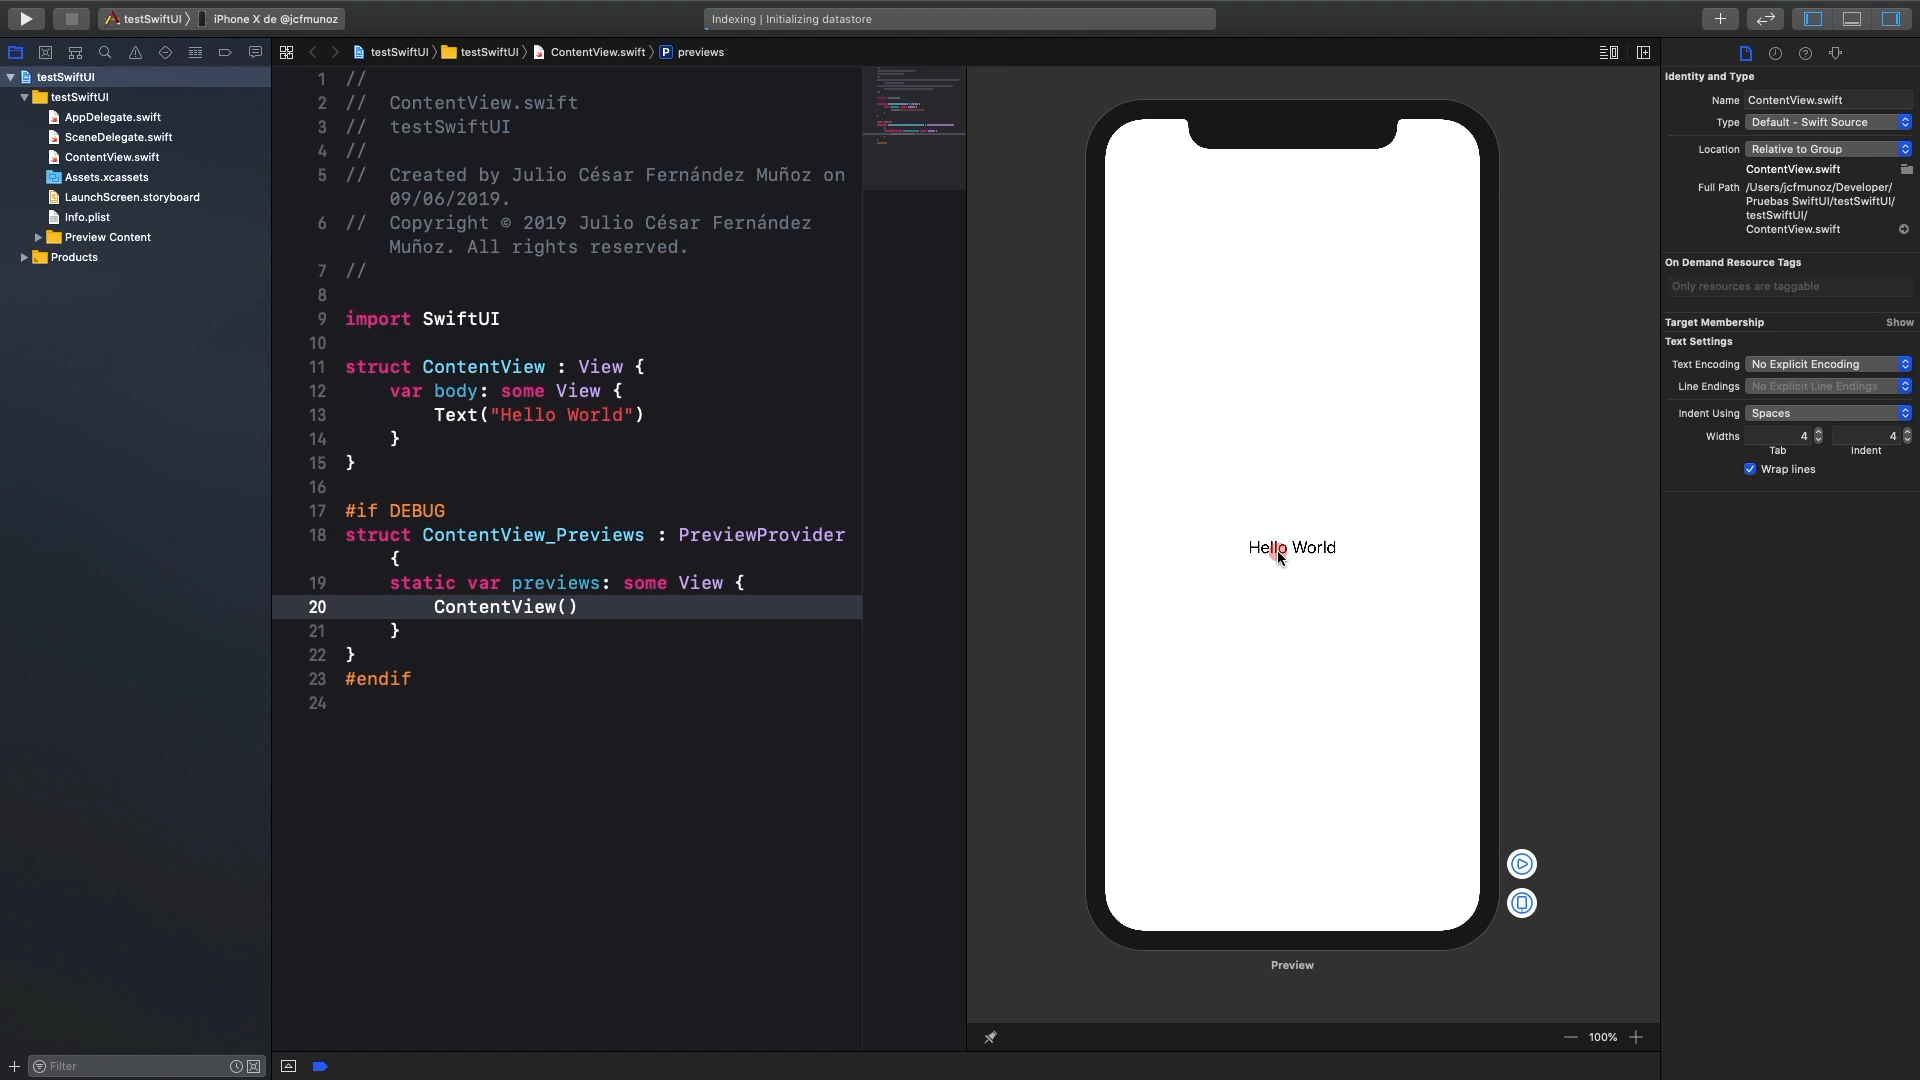 testSwiftUI 〉 iPhone X de @jcfmunoz
Indexing | Initializing datastore
testSwiftUI 〉 testSwiftUI 〉 ContentView.swift 〉 P previews
testSwiftUI
testSwiftUI
AppDelegate.swift
SceneDelegate.swift
ContentView.swift
Assets.xcassets
LaunchScreen.storyboard
Info.plist
Preview Content
Products
Filter
1 //
2 //  ContentView.swift
3 //  testSwiftUI
4 //
5 //  Created by Julio César Fernández Muñoz on
09/06/2019.
6 //  Copyright © 2019 Julio César Fernández
Muñoz. All rights reserved.
7 //
8
9 import SwiftUI
10
11 struct ContentView : View {
12     var body: some View {
13         Text("Hello World")
14     }
15 }
16
17 #if DEBUG
18 struct ContentView_Previews : PreviewProvider
{
19     static var previews: some View {
20         ContentView()
21     }
22 }
23 #endif
24
Hello World
Preview
100%
Identity and Type
Name ContentView.swift
Type Default - Swift Source
Location Relative to Group
ContentView.swift
Full Path /Users/jcfmunoz/Developer/
Pruebas SwiftUI/testSwiftUI/
testSwiftUI/
ContentView.swift
On Demand Resource Tags
Only resources are taggable
Target Membership Show
Text Settings
Text Encoding No Explicit Encoding
Line Endings No Explicit Line Endings
Indent Using Spaces
Widths 4 4
Tab Indent
Wrap lines